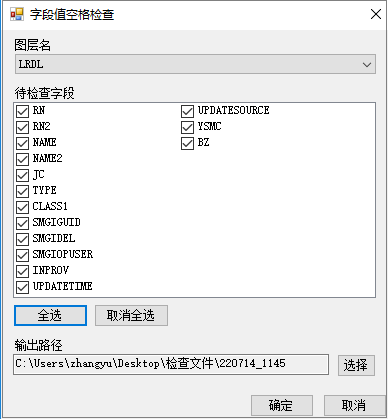 字段值空格检查
图层名
LRDL
待检查字段
RN
RN2
NAME
NAME2
JC
TYPE
CLASS1
SMGIGUID
SMGIDEL
SMGIOPUSER
INPROV
UPDATETIME
UPDATESOURCE
YSMC
BZ
全选
取消全选
输出路径
C:\Users\zhangyu\Desktop\检查文件\220714_1145
选择
确定
取消